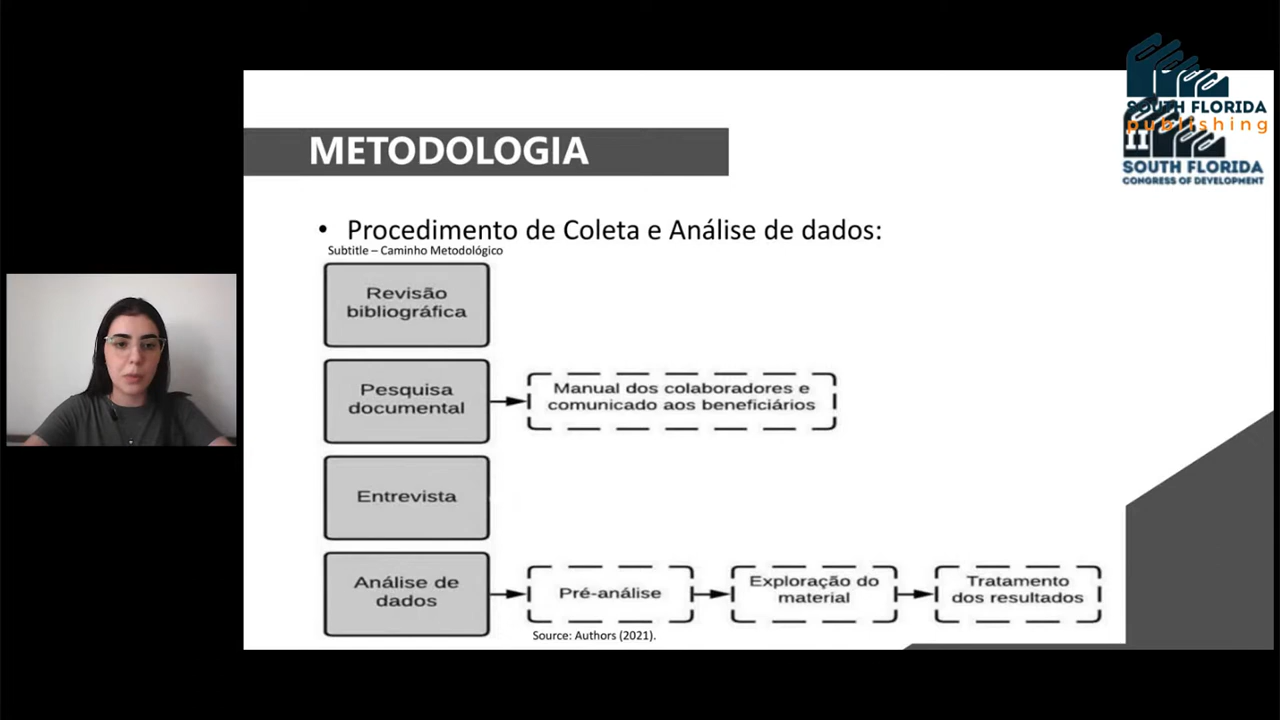 METODOLOGIA
SOUTH FLORIDA
publishing
II
SOUTH FLORIDA
CONGRESS OF DEVELOPMENT
• Procedimento de Coleta e Análise de dados:
Subtitle – Caminho Metodológico
Revisão
bibliográfica
Pesquisa
documental
Manual dos colaboradores e
comunicado aos beneficiários
Entrevista
Análise de
dados
Pré-análise
Exploração do
material
Tratamento
dos resultados
Source: Authors (2021).